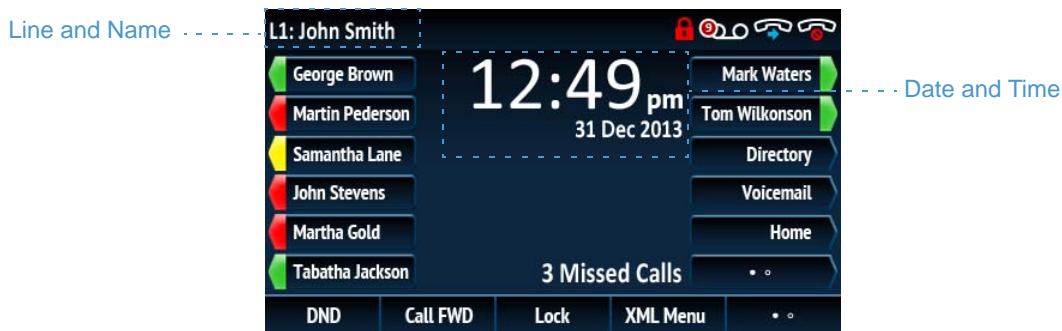 Line and Name
L1: John Smith
9
George Brown
12:49 pm
Mark Waters
Date and Time
Martin Pederson
31 Dec 2013
Tom Wilkonson
Samantha Lane
Directory
John Stevens
Voicemail
Martha Gold
Home
Tabatha Jackson
3 Missed Calls
DND
Call FWD
Lock
XML Menu